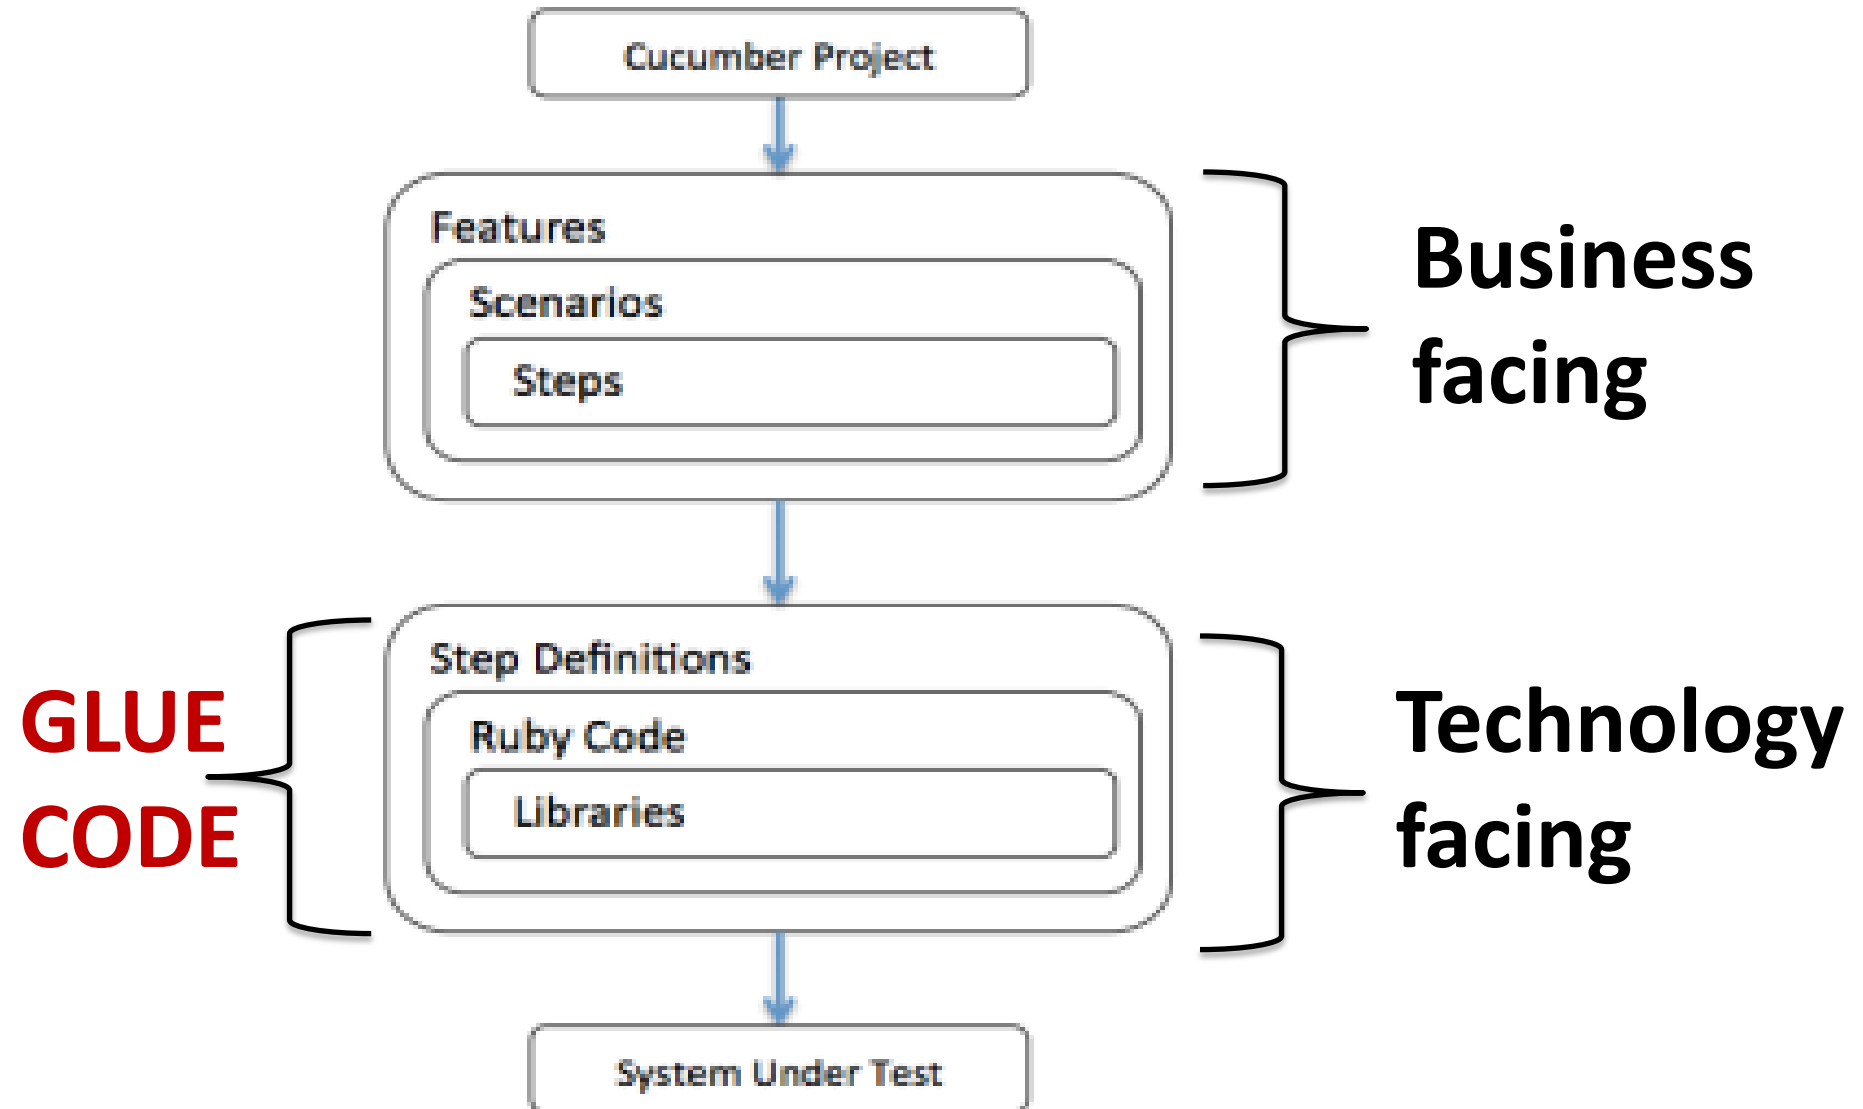 Cucumber Project
Features
Scenarios
Steps
Business
facing
Step Definitions
Ruby Code
Libraries
GLUE
CODE
Technology
facing
System Under Test